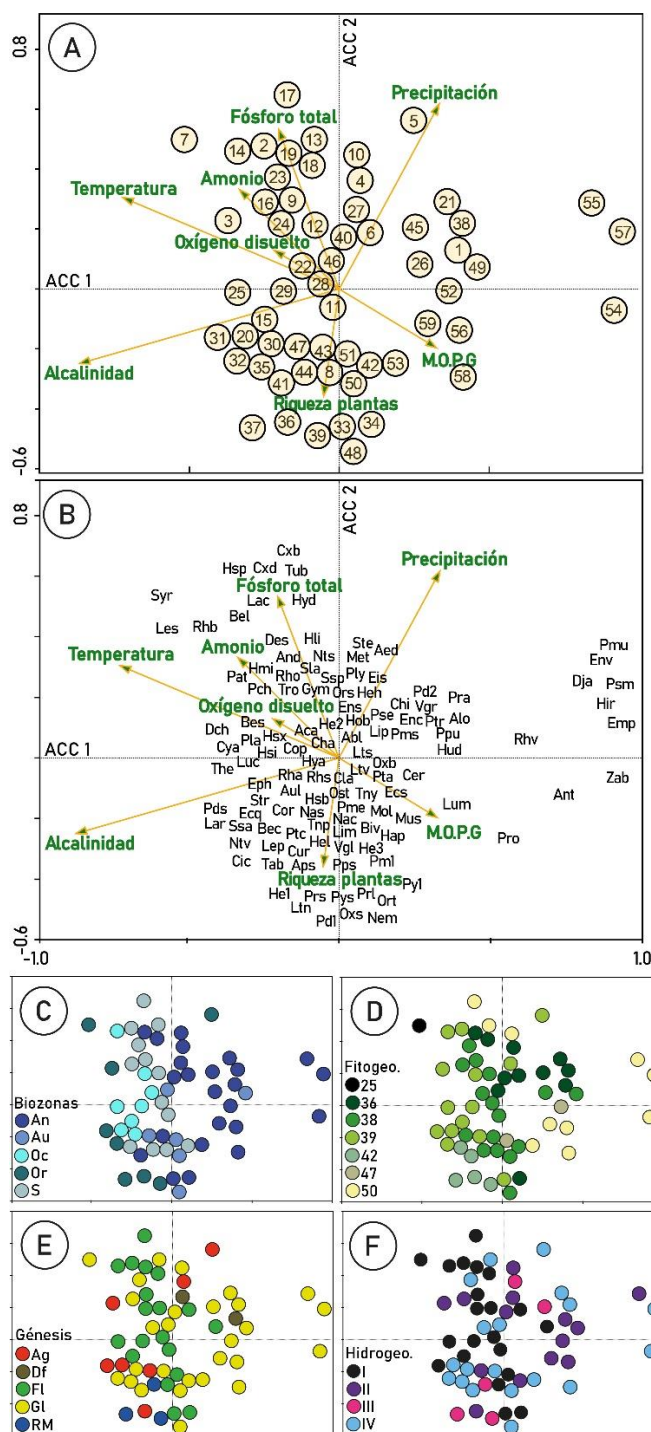 A
ACC 2
0.8
17
Precipitación
Fósforo total
5
7
14
2
19
13
18
10
23
Amonio
4
Temperatura
16
9
27
21
55
3
24
12
40
6
45
38
57
Oxígeno disuelto
46
1
22
26
49
ACC 1
25
29
28
52
11
54
15
59
56
31
20
30
47
43
51
M.O.P.G
32
35
44
8
42
53
Alcalinidad
41
50
58
Riqueza plantas
37
36
39
33
34
48
-0.6
B
ACC 2
0.8
Cxb
Hsp Cxd Tub
Precipitación
Fósforo total
Syr
Lac Hyd
Bel
Les Rhb
Des Hli Ste
Amonio And Nts Met Aed
Pmu
Temperatura
Hmi Rho Sla
Env
Pat Ssp Ply Eis
Dja Psm
Pch Tro Gym Ors Heh Pd2 Pra
Chi Vgr
Hir
Oxígeno disuelto Ens Pse Enc Ptr Alo
Emp
Bes He2 Hob
Dch Aca Abl Lip Pms Ppu
Pla Hsx Cha
Rhv
Cya Hsi Cop Lts Hud
ACC 1
Luc Hya
The Ltv Oxb
Rha Rhs Cla Pta Cer
Zab
Eph Ost Tny Ecs
Aul
Ant
Str Hsb
Pds Ecq Cor Nas Pme Mol Lum
Lar Ssa Nac Mus
Bec Ptc Tnp Lim Biv Hap M.O.P.G
Pro
Ntv Hel
Alcalinidad Lep Cur Vgl He3
Cic Tab Aps Pps Pm1
Riqueza plantas
Py1
He1 Prs Pys Prl Ort
Ltn
Pd1 Oxs Nem
-0.6
-1.0
1.0
C
Biozonas
An
Au
Oc
Or
S
D
Fitogeo.
25
36
38
39
42
47
50
E
Génesis
Ag
Df
Fl
Gl
RM
F
Hidrogeo.
I
II
III
IV